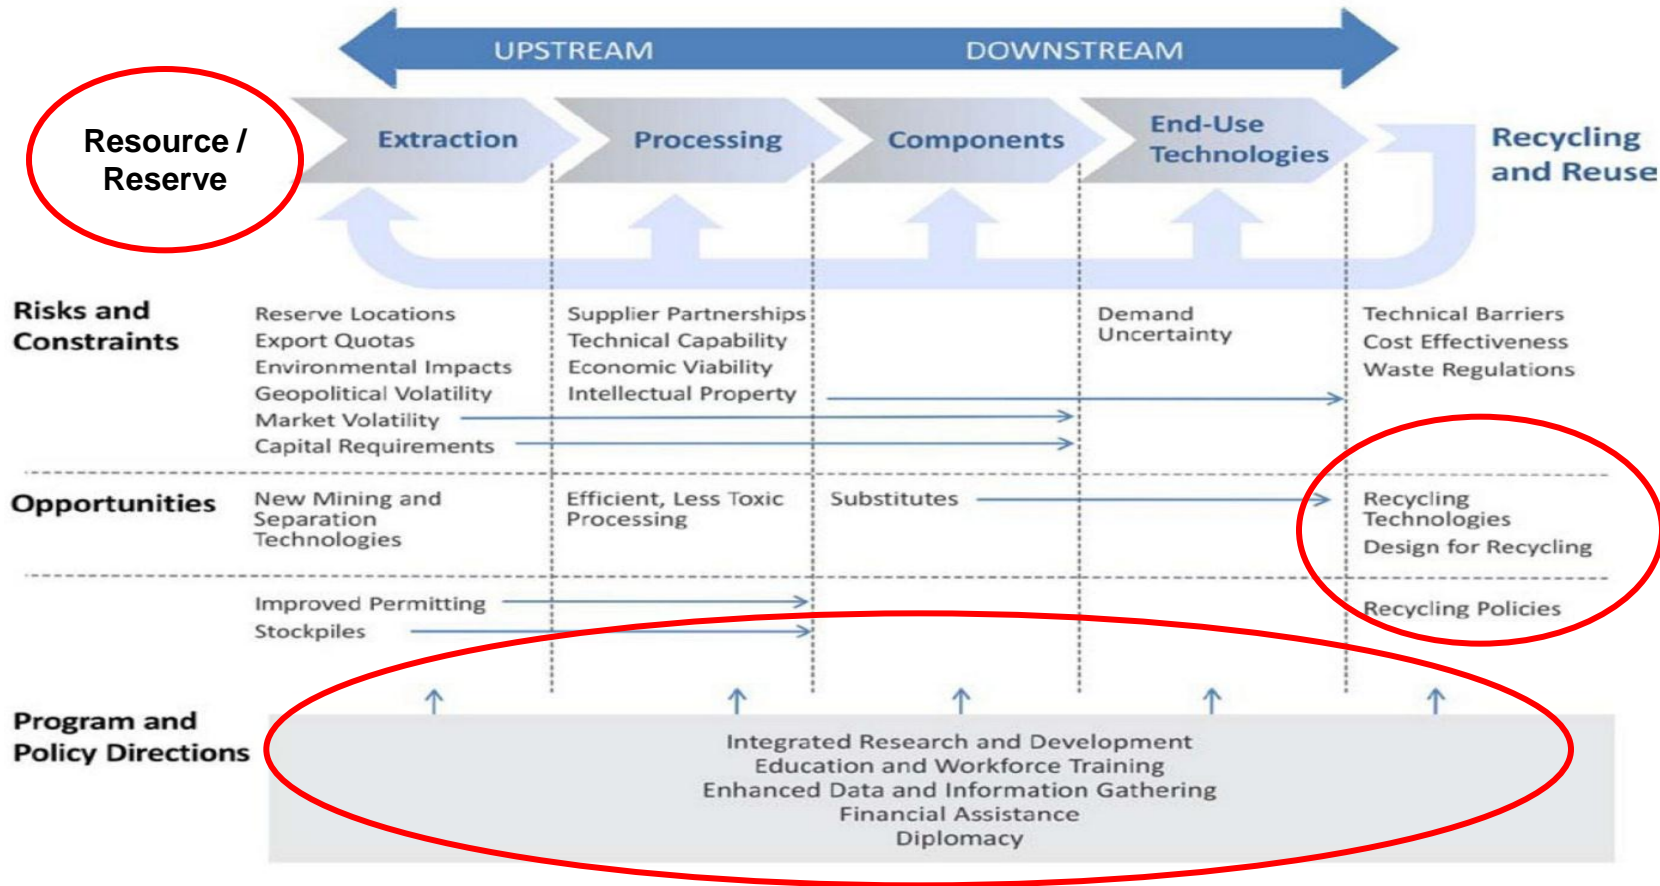 UPSTREAM
DOWNSTREAM
Resource /
Reserve
Extraction
Processing
Components
End-Use
Technologies
Recycling
and Reuse
Risks and
Constraints
Reserve Locations
Export Quotas
Environmental Impacts
Geopolitical Volatility
Market Volatility
Capital Requirements
Supplier Partnerships
Technical Capability
Economic Viability
Intellectual Property
Demand
Uncertainty
Technical Barriers
Cost Effectiveness
Waste Regulations
Opportunities
New Mining and
Separation
Technologies
Efficient, Less Toxic
Processing
Substitutes
Recycling
Technologies
Design for Recycling
Improved Permitting
Stockpiles
Recycling Policies
Program and
Policy Directions
Integrated Research and Development
Education and Workforce Training
Enhanced Data and Information Gathering
Financial Assistance
Diplomacy